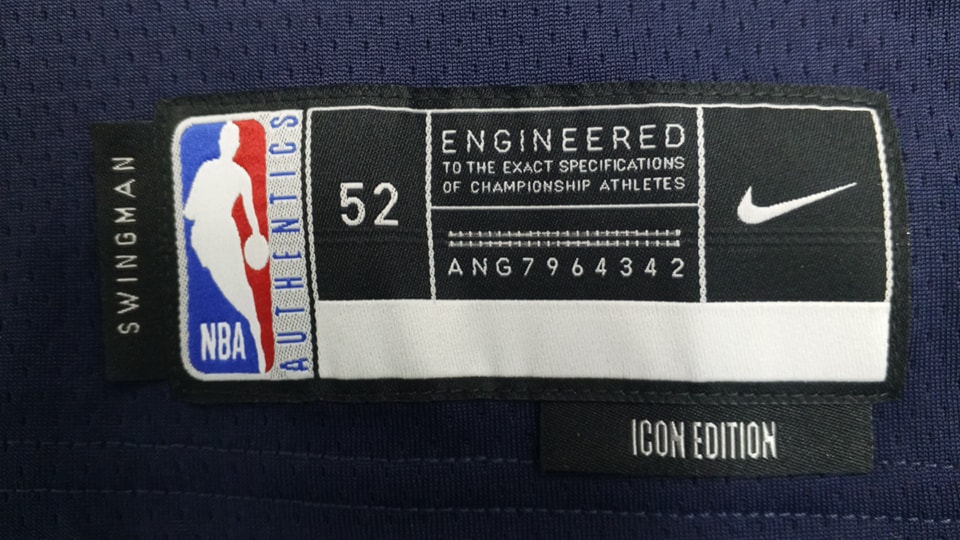 SWINGMAN
NBA
AUTHENTICS
52
ENGINEERED
TO THE EXACT SPECIFICATIONS
OF CHAMPIONSHIP ATHLETES
ANG7964342
ICON EDITION